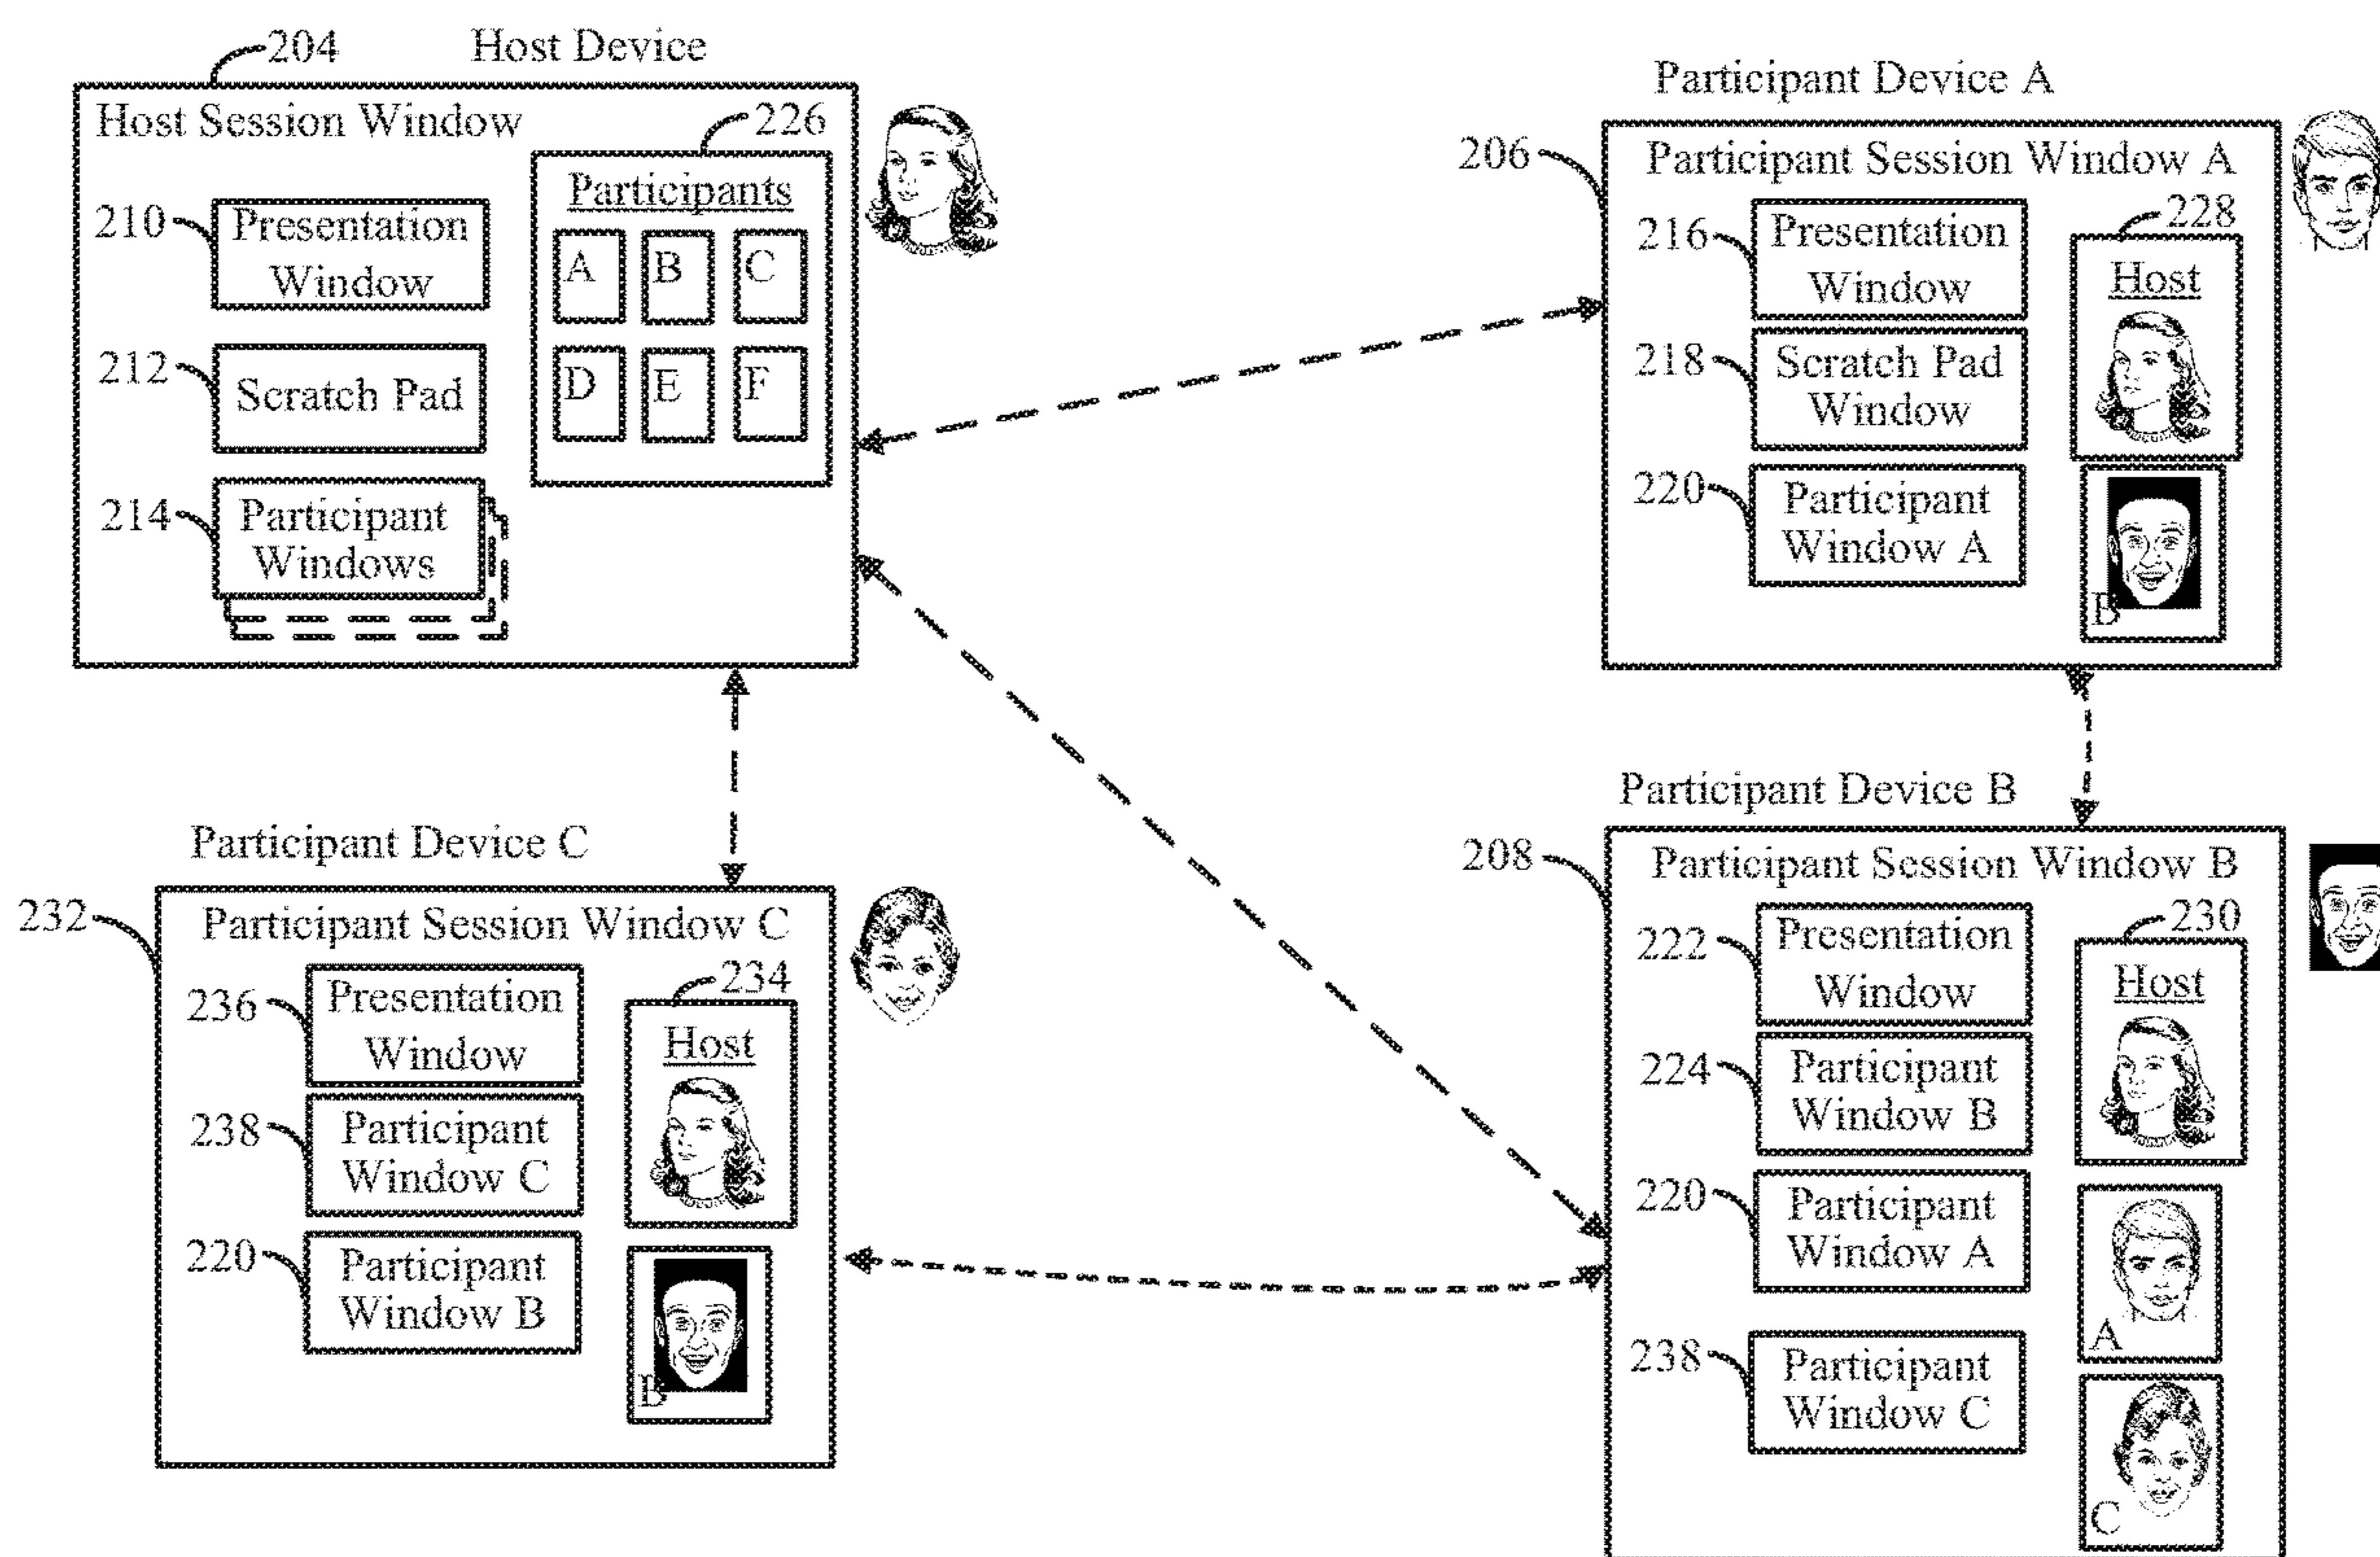 204
Host Device
Host Session Window
226
Participants
A B C
D E F
210
Presentation
Window
212
Scratch Pad
214
Participant
Windows
Participant Device A
206
Participant Session Window A
216
Presentation
Window
228
Host
218
Scratch Pad
Window
220
Participant
Window A
B
Participant Device C
232
Participant Session Window C
236
Presentation
Window
234
Host
238
Participant
Window C
220
Participant
Window B
B
Participant Device B
208
Participant Session Window B
222
Presentation
Window
230
Host
224
Participant
Window B
220
Participant
Window A
A
238
Participant
Window C
C